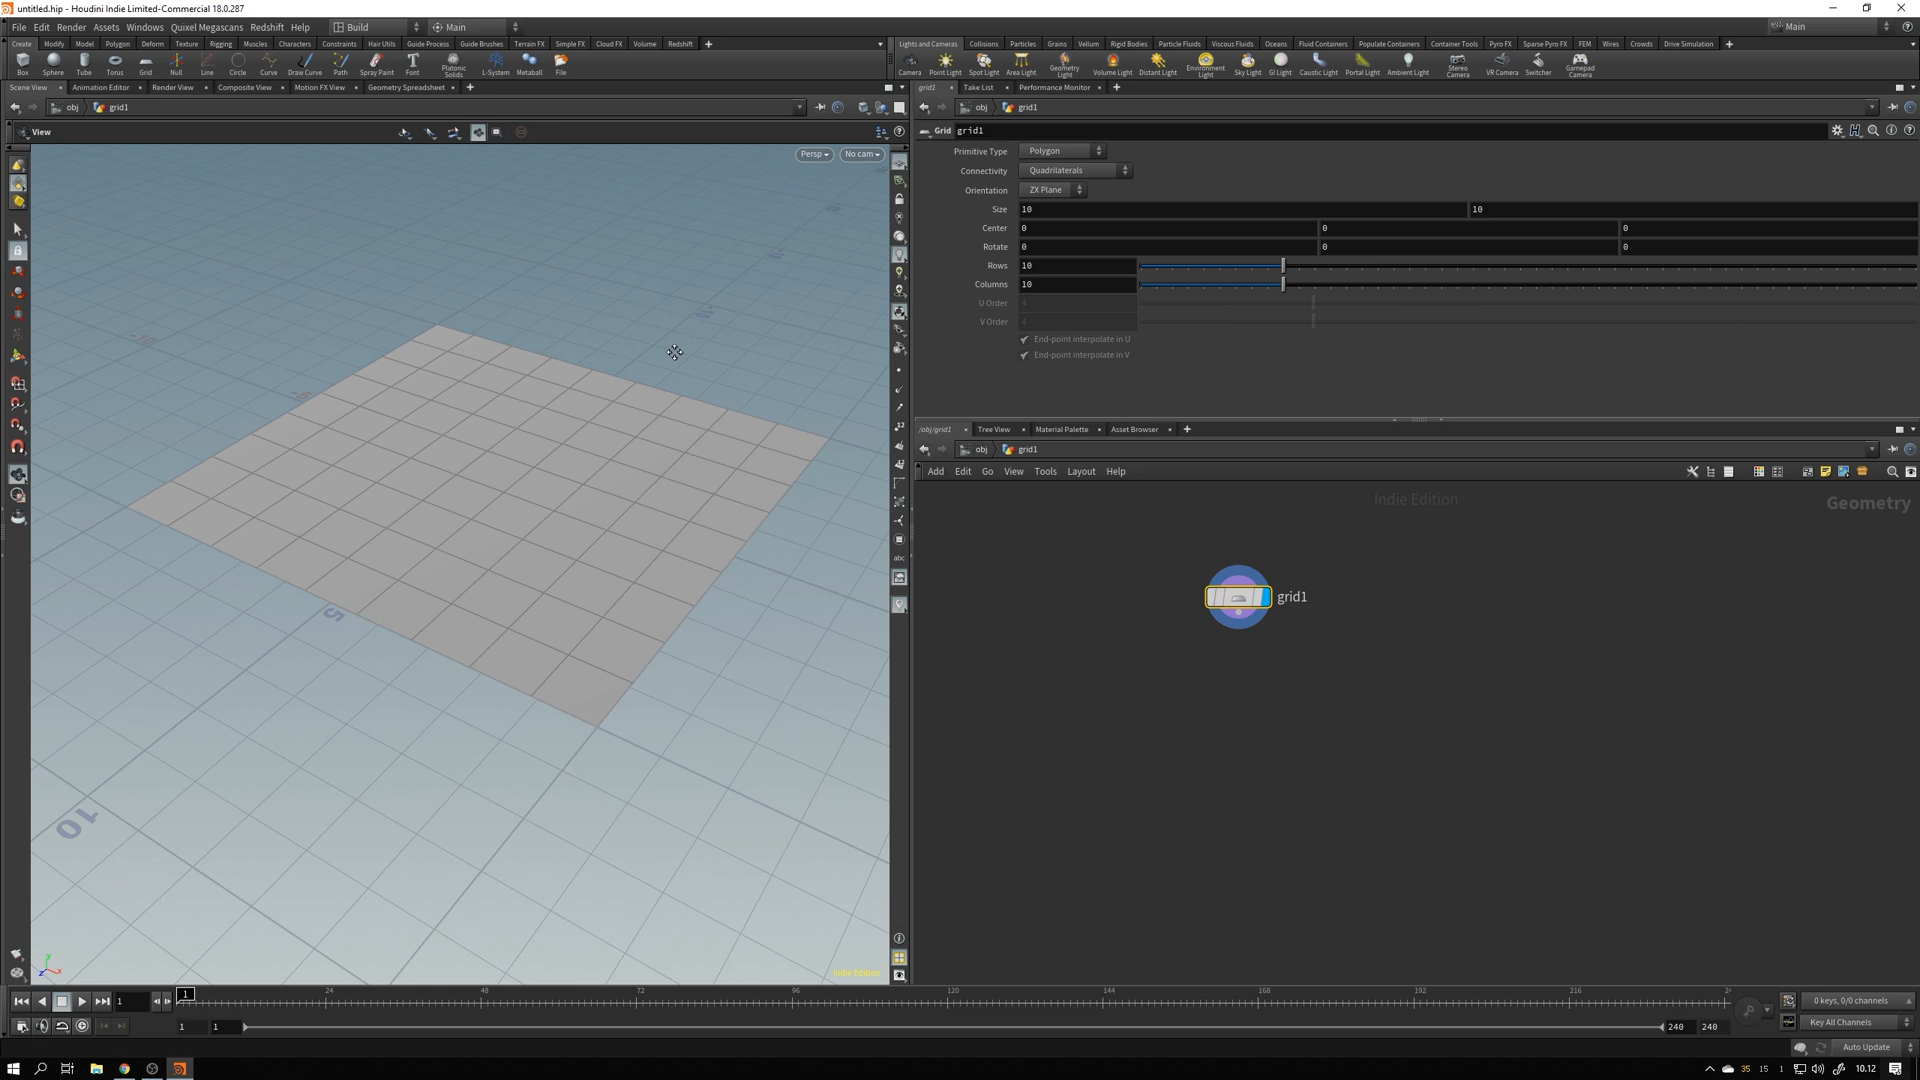 untitled.hip - Houdini Indie Limited-Commercial 18.0.287
File Edit Render Assets Windows Quixel Megascans Redshift Help Build Main Main
Create Modify Model Polygon Deform Texture Rigging Muscles Characters Constraints Hair Utils Guide Process Guide Brushes Terrain FX Simple FX Cloud FX Volume Redshift
Lights and Cameras Collisions Particles Grains Vellum Rigid Bodies Particle Fluids Viscous Fluids Oceans Fluid Containers Populate Containers Container Tools Pyro FX Sparse Pyro FX FEM Wires Crowds Drive Simulation
Box Sphere Tube Torus Grid Null Line Circle Curve Draw Curve Path Spray Paint Font Platonic Solids L-System Metaball File
Camera Point Light Spot Light Area Light Geometry Light Volume Light Distant Light Environment Light Sky Light GI Light Caustic Light Portal Light Ambient Light Stereo Camera VR Camera Switcher Gamepad Camera
Scene View Animation Editor Render View Composite View Motion FX View Geometry Spreadsheet
grid1 Take List Performance Monitor
obj grid1
obj grid1
View
Grid grid1
Persp No cam
Primitive Type Polygon
Connectivity Quadrilaterals
Orientation ZX Plane
Size 10 10
Center 0 0 0
Rotate 0 0 0
Rows 10
Columns 10
U Order 4
V Order 4
End-point interpolate in U
End-point interpolate in V
/obj/grid1 Tree View Material Palette Asset Browser
obj grid1
Add Edit Go View Tools Layout Help
Indie Edition
Geometry
grid1
5
10
abc
Indie Edition
1 1 24 48 72 96 120 144 168 192 216
0 keys, 0/0 channels
1 1 240 240
Key All Channels
Auto Update
35 15 1 10.12